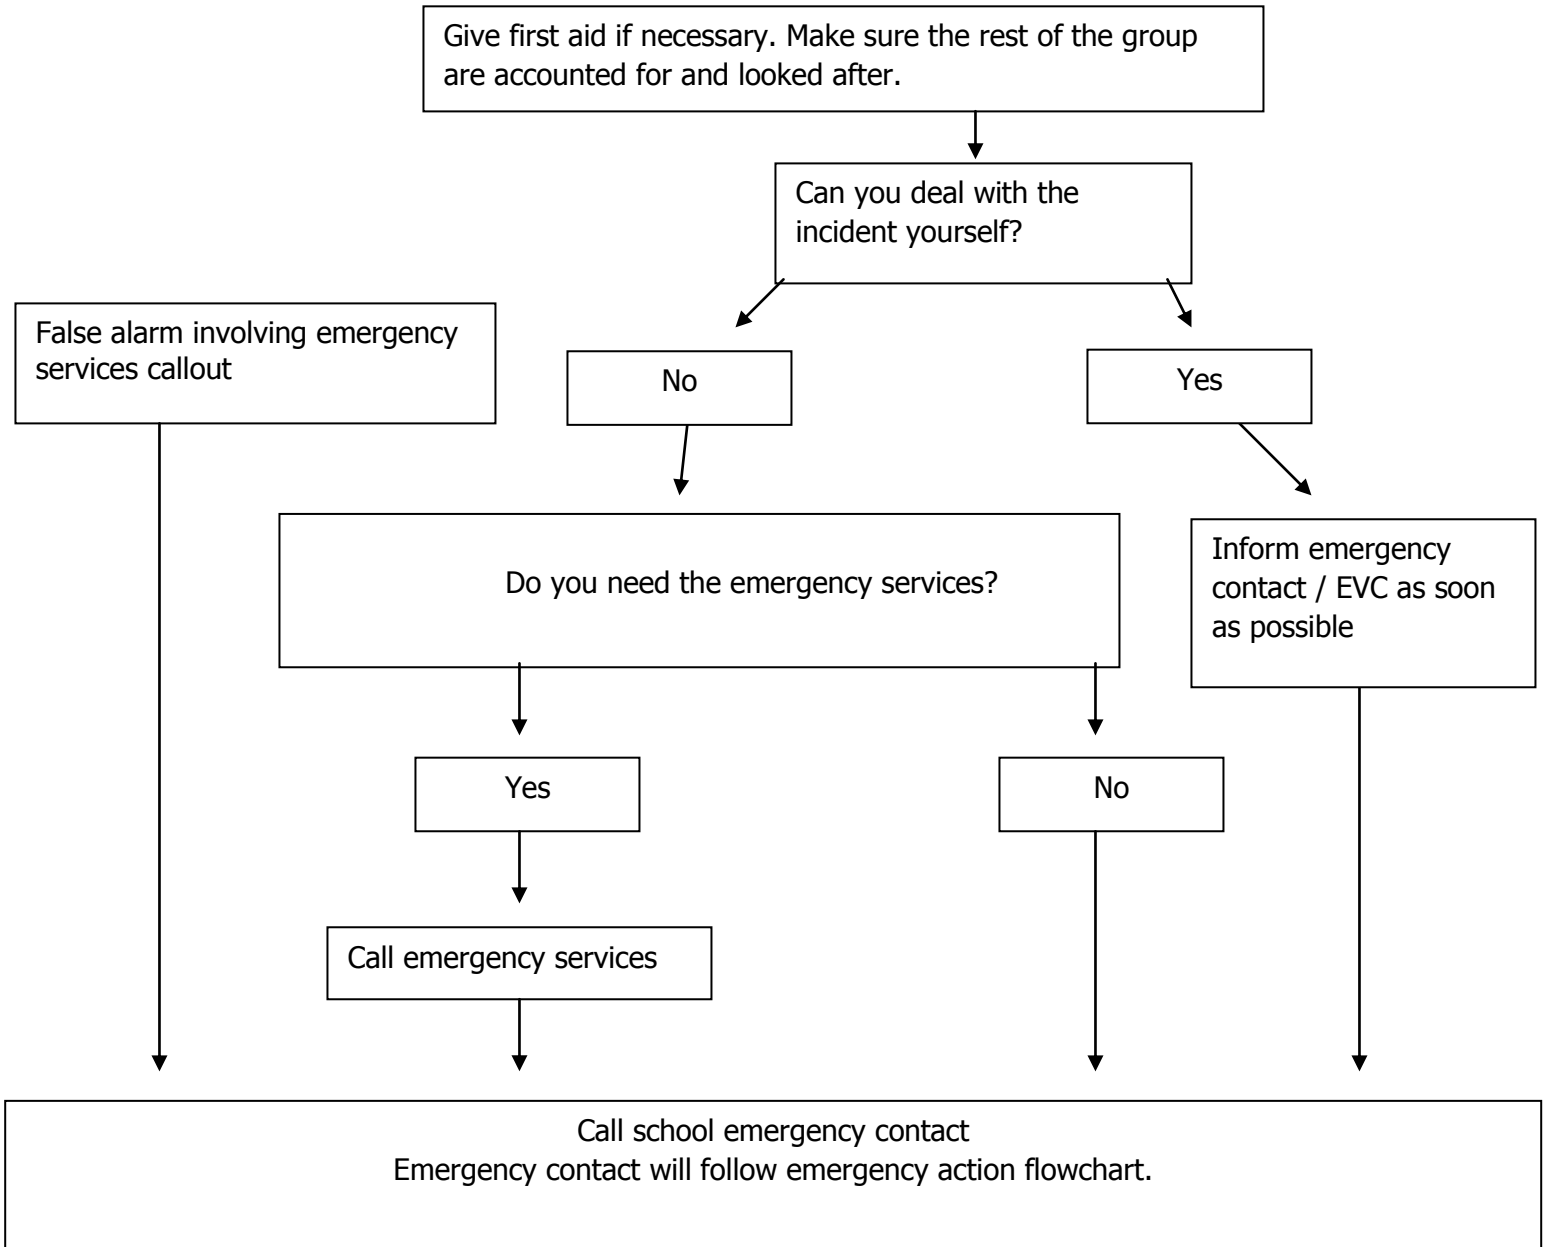 Give first aid if necessary. Make sure the rest of the group
are accounted for and looked after.
Can you deal with the
incident yourself?
False alarm involving emergency
services callout
No
Yes
Do you need the emergency services?
Inform emergency
contact / EVC as soon
as possible
Yes
No
Call emergency services
Call school emergency contact
Emergency contact will follow emergency action flowchart.